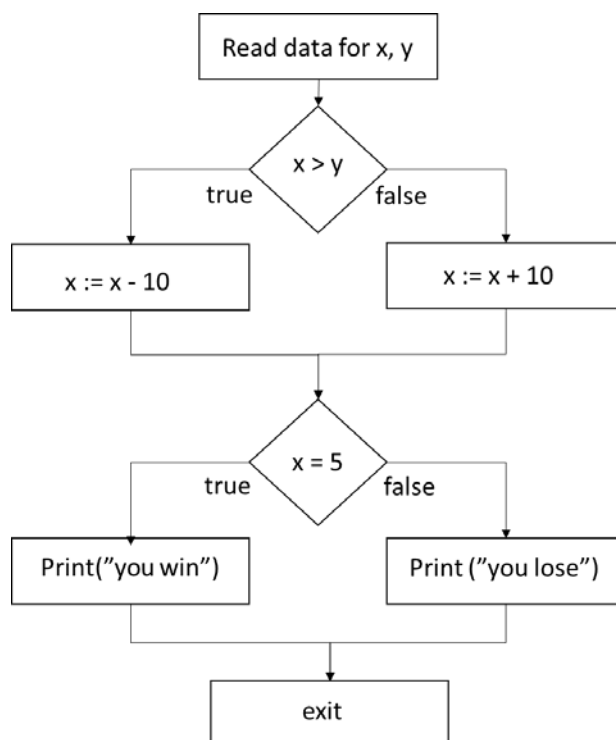 Read data for x, y
x > y
true
false
x := x - 10
x := x + 10
x = 5
true
false
Print(”you win”)
Print (”you lose”)
exit